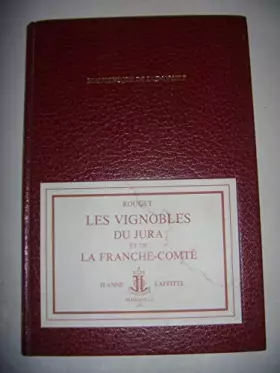 ROUGET
LES VIGNOBLES
DU JURA
ET DE
LA FRANCHE-COMTÉ
JEANNE LAFFITTE